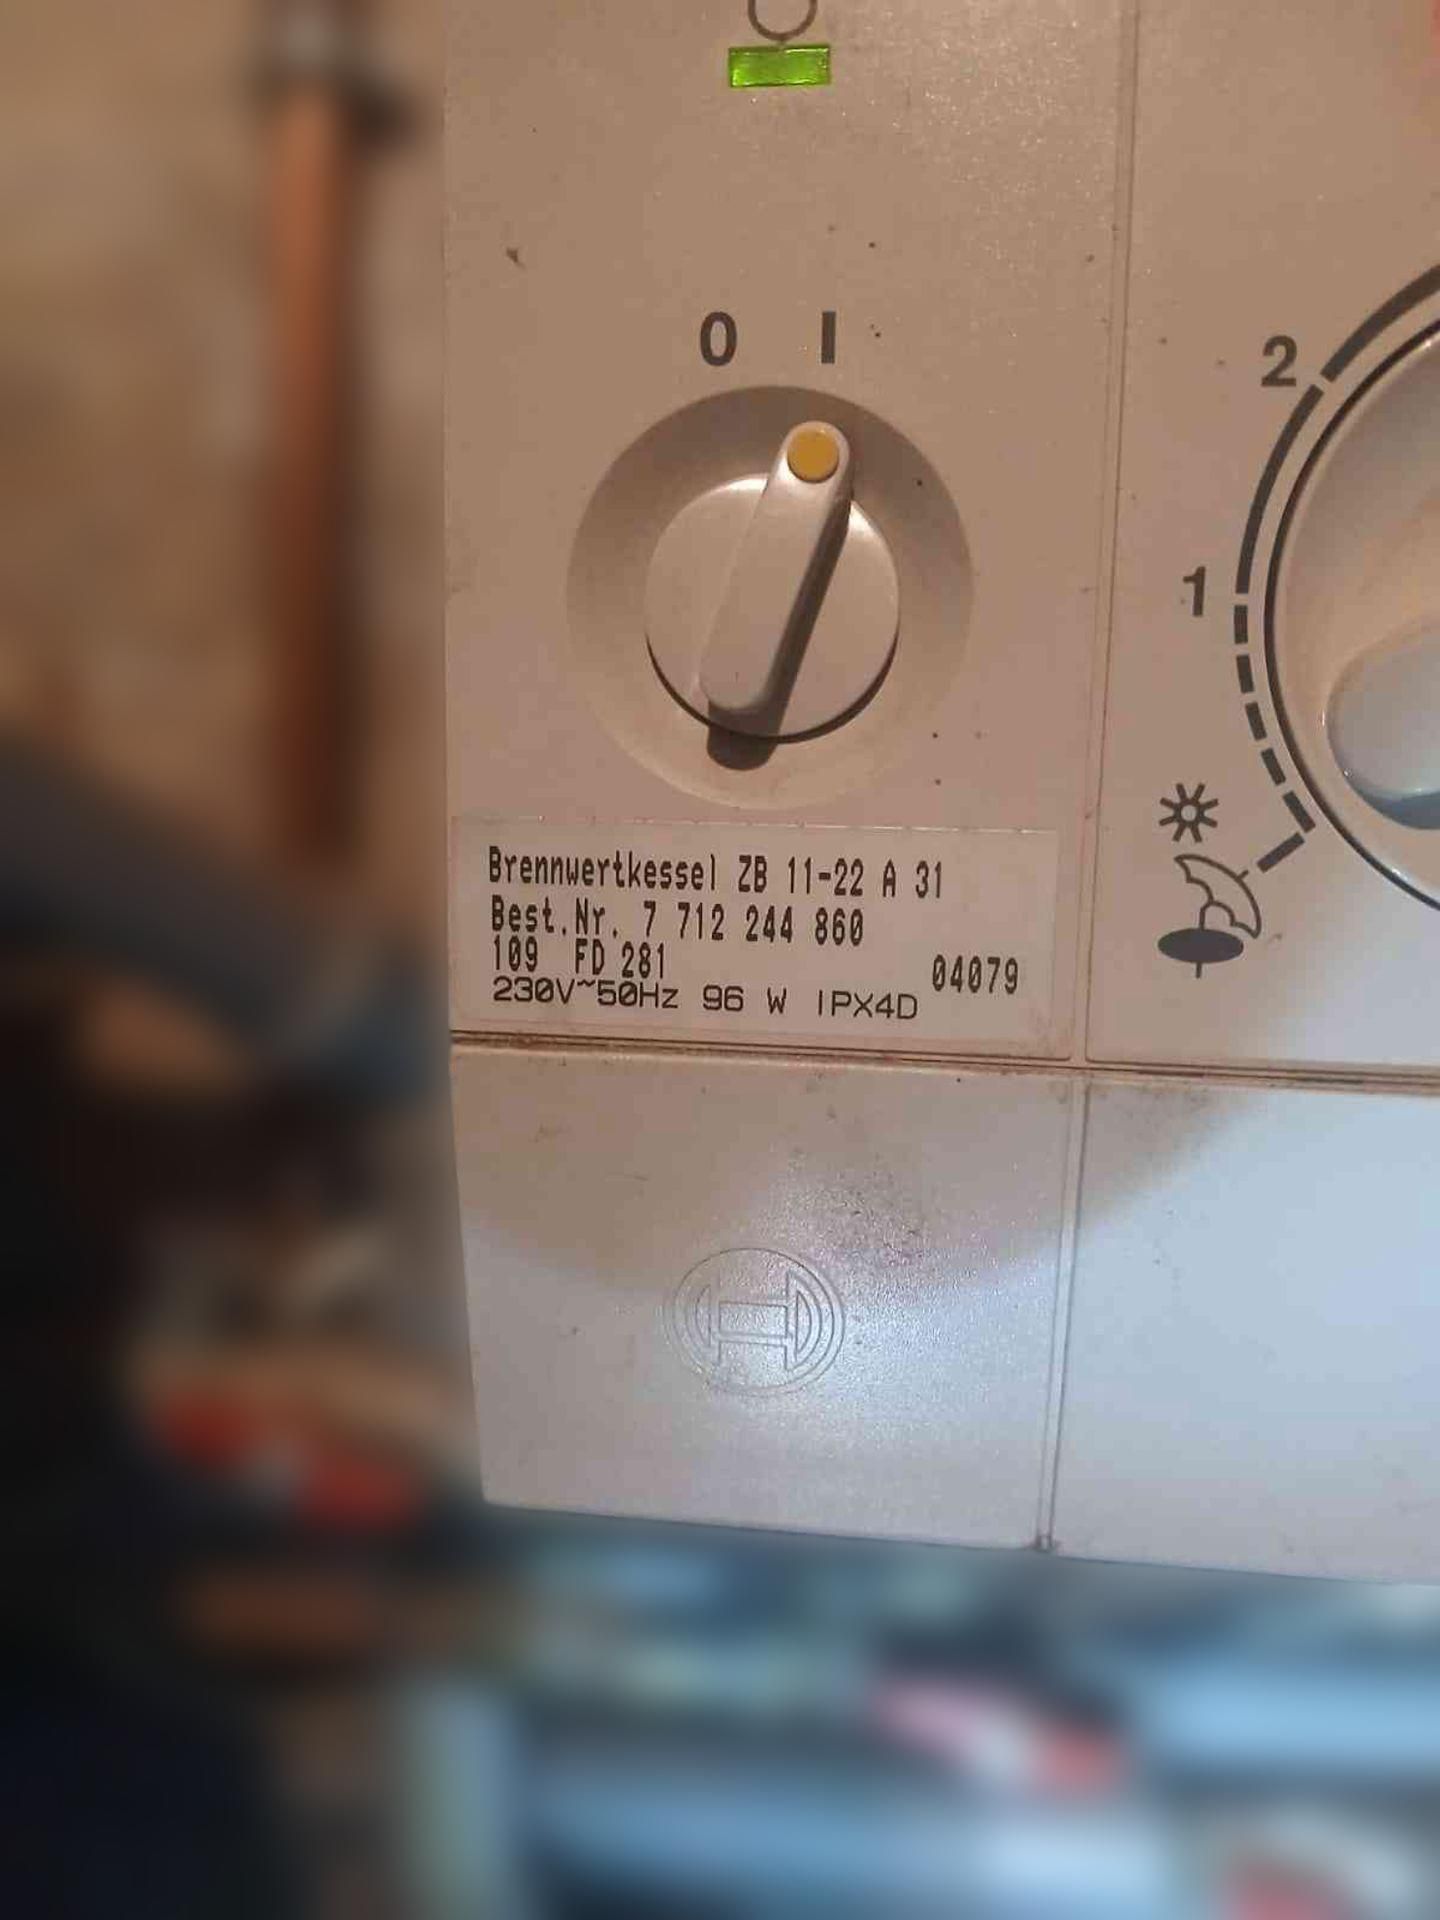 0 I
2
1
Brennwertkessel ZB 11-22 A 31
Best.Nr. 7 712 244 860
109 FD 281 04079
230V~50Hz 96 W IPX4D